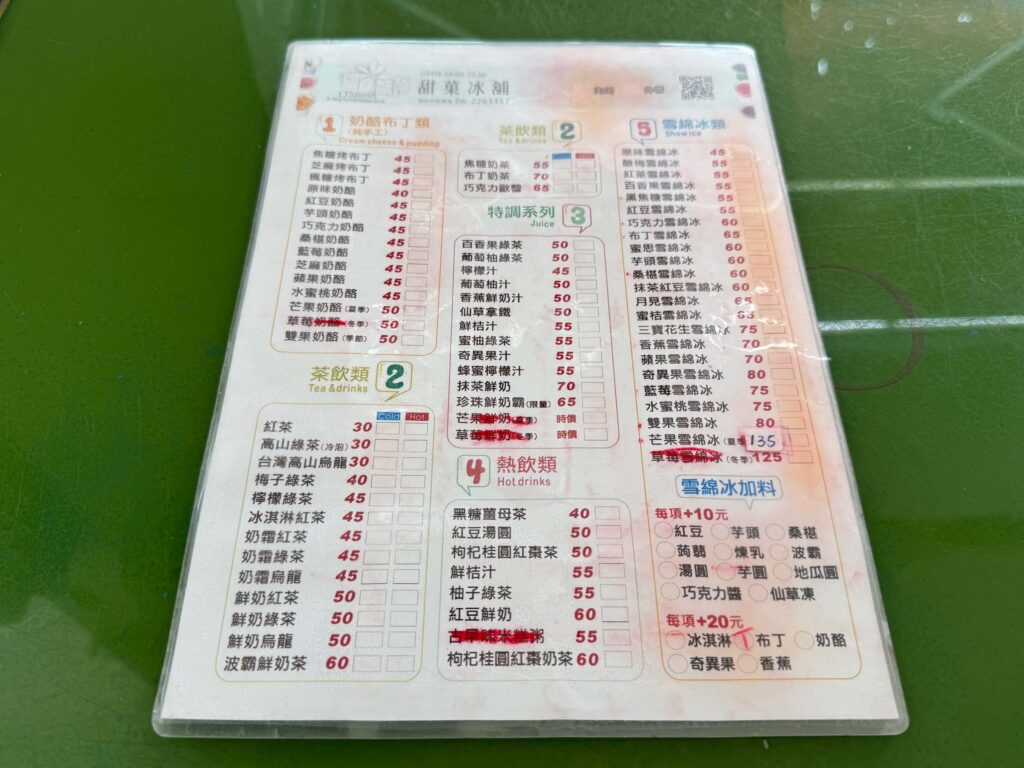 OPEN:10:00-22:00
甜菓冰舖
06-2263357
1 奶酪布丁類
(純手工)
Cream cheese & pudding
焦糖烤布丁 45
芝麻烤布丁 45
楓糖烤布丁 45
原味奶酪 40
紅豆奶酪 45
芋頭奶酪 45
巧克力奶酪 45
桑椹奶酪 45
藍莓奶酪 45
芝麻奶酪 45
蘋果奶酪 45
水蜜桃奶酪 45
芒果奶酪(夏季) 50
草莓奶酪(冬季) 50
雙果奶酪(季節) 50
茶飲類 2
Tea&drinks
Cold Hot
紅茶 30
高山綠茶(冷泡) 30
台灣高山烏龍 30
梅子綠茶 40
檸檬綠茶 45
冰淇淋紅茶 45
奶霜紅茶 45
奶霜綠茶 45
奶霜烏龍 45
鮮奶紅茶 50
鮮奶綠茶 50
鮮奶烏龍 50
波霸鮮奶茶 60
茶飲類 2
Tea&drinks
焦糖奶茶 55
布丁奶茶 70
巧克力歐蕾 65
特調系列 3
Juice
百香果綠茶 50
葡萄柚綠茶 50
檸檬汁 45
葡萄柚汁 50
香蕉鮮奶汁 50
仙草拿鐵 50
鮮桔汁 55
蜜柚綠茶 55
奇異果汁 55
蜂蜜檸檬汁 55
抹茶鮮奶 70
珍珠鮮奶霸(限量) 65
芒果鮮奶(夏季) 時價
草莓鮮奶(冬季) 時價
4 熱飲類
Hot drinks
黑糖薑母茶 40
紅豆湯圓 50
枸杞桂圓紅棗茶 50
鮮桔汁 55
柚子綠茶 55
紅豆鮮奶 60
古早味米糕粥 55
枸杞桂圓紅棗奶茶 60
5 雪綿冰類
Show ice
原味雪綿冰 45
酸梅雪綿冰 55
紅茶雪綿冰 55
百香果雪綿冰 55
黑焦糖雪綿冰 55
紅豆雪綿冰 55
巧克力雪綿冰 60
布丁雪綿冰 65
蜜思雪綿冰 60
芋頭雪綿冰 60
桑椹雪綿冰 60
抹茶紅豆雪綿冰 60
月見雪綿冰 65
蜜桔雪綿冰 65
三寶花生雪綿冰 75
香蕉雪綿冰 70
蘋果雪綿冰 70
奇異果雪綿冰 80
藍莓雪綿冰 75
水蜜桃雪綿冰 75
雙果雪綿冰 80
芒果雪綿冰(夏季) 135
草莓雪綿冰(冬季) 125
雪綿冰加料
每項+10元
紅豆 芋頭 桑椹
蒟蒻 煉乳 波霸
湯圓 芋圓 地瓜圓
巧克力醬 仙草凍
每項+20元
冰淇淋 布丁 奶酪
奇異果 香蕉